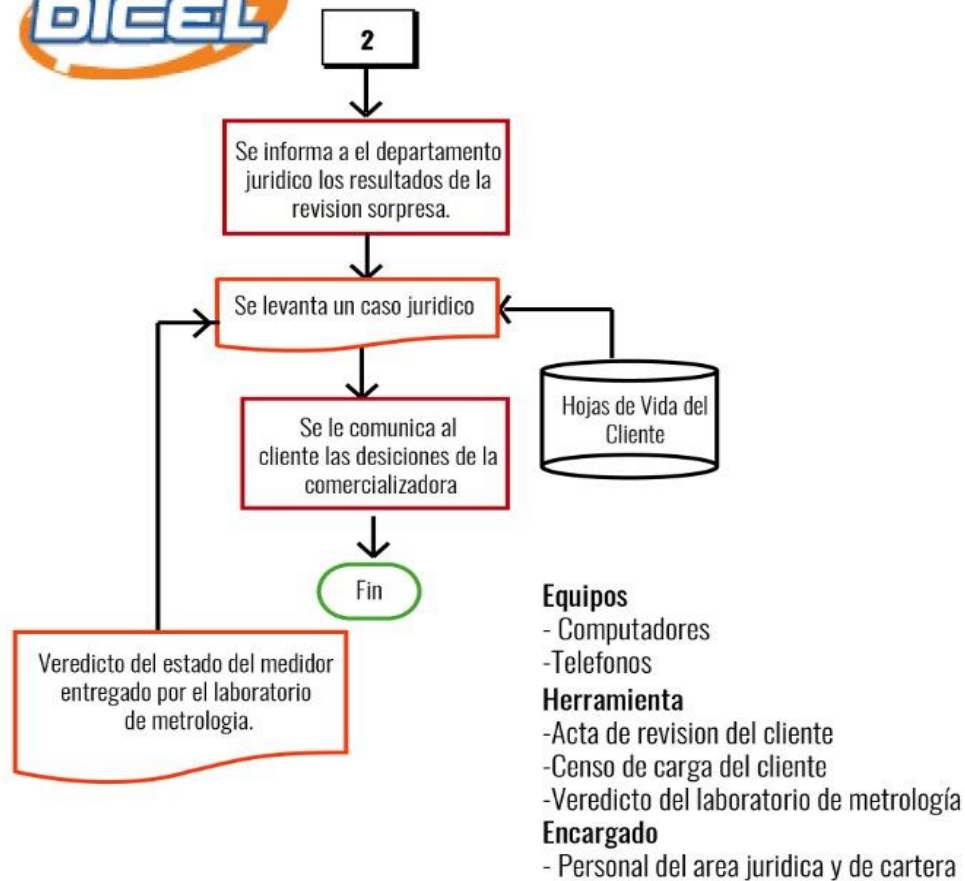 DICEL
2
Se informa a el departamento
juridico los resultados de la
revision sorpresa.
Se levanta un caso juridico
Hojas de Vida del
Cliente
Se le comunica al
cliente las desiciones de la
comercializadora
Fin
Veredicto del estado del medidor
entregado por el laboratorio
de metrologia.
Equipos
- Computadores
-Telefonos
Herramienta
-Acta de revision del cliente
-Censo de carga del cliente
-Veredicto del laboratorio de metrología
Encargado
- Personal del area juridica y de cartera